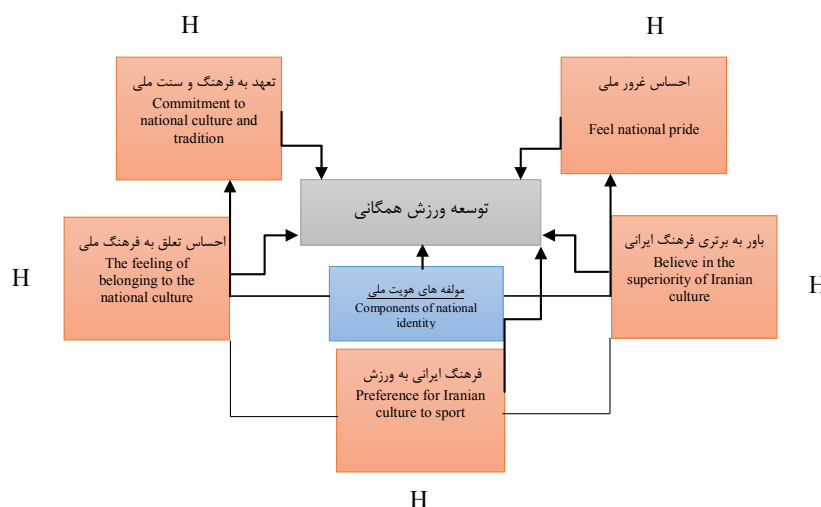 H
H
تعهد به فرهنگ و سنت ملی
Commitment to
national culture and
tradition
احساس غرور ملی
Feel national pride
توسعه ورزش همگانی
H
احساس تعلق به فرهنگ ملی
The feeling of
belonging to the
national culture
مولفه های هویت ملی
Components of national
identity
باور به برتری فرهنگ ایرانی
Believe in the
superiority of Iranian
culture
H
فرهنگ ایرانی به ورزش
Preference for Iranian
culture to sport
H